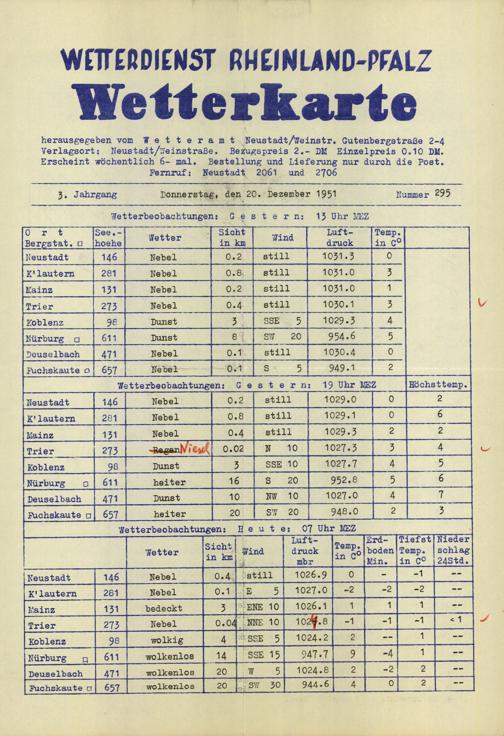 WETTERDIENST RHEINLAND-PFALZ
Wetterkarte
herausgegeben vom W e t t e r a m t Neustadt/Weinstr. Gutenbergstraße 2-4
Verlagsort: Neustadt/Weinstraße. Bezugspreis 2.- DM Einzelpreis 0.10 DM.
Erscheint wöchentlich 6- mal. Bestellung und Lieferung nur durch die Post.
Fernruf: Neustadt 2061 und 2706
3. Jahrgang Donnerstag, den 20. Dezember 1951 Nummer 295
Wetterbeobachtungen: G e s t e r n: 13 Uhr MEZ
O r t See.- Wetter Sicht Wind Luft- Temp.
Bergstat. □ hoehe in km druck in C°
Neustadt 146 Nebel 0.2 still 1031.3 0
K'lautern 281 Nebel 0.8 still 1031.0 3
Mainz 131 Nebel 0.2 still 1031.0 1
Trier 273 Nebel 0.4 still 1030.1 3
Koblenz 98 Dunst 3 SSE 5 1029.3 4
Nürburg □ 611 Dunst 8 SW 20 954.6 5
Deuselbach 471 Nebel 0.1 still 1030.4 0
Fuchskaute □ 657 Nebel 0.1 S 5 949.1 2
Wetterbeobachtungen: G e s t e r n: 19 Uhr MEZ Höchsttemp.
Neustadt 146 Nebel 0.2 still 1029.0 0 2
K'lautern 281 Nebel 0.8 still 1029.1 0 6
Mainz 131 Nebel 0.4 still 1029.3 2 2
Trier 273 Regen Niesel 0.02 N 10 1027.3 3 4
Koblenz 98 Dunst 3 SSE 10 1027.7 4 5
Nürburg □ 611 heiter 16 S 20 952.8 5 6
Deuselbach 471 Dunst 10 NW 10 1027.0 4 7
Fuchskaute □ 657 heiter 20 SW 20 948.0 2 3
Wetterbeobachtungen: H e u t e: 07 Uhr MEZ
Wetter Sicht in km Wind Luft- druck mbr Temp. in C° Erd- boden Min. Tiefst Temp. in C° Nieder schlag 24Std.
Neustadt 146 Nebel 0.4 still 1026.9 0 - -1 --
K'lautern 281 Nebel 0.1 E 5 1027.0 -2 -2 -2 --
Mainz 131 bedeckt 3 ENE 10 1026.1 1 1 1 --
Trier 273 Nebel 0.04 NNE 10 1024.8 -1 -1 -1 <1
Koblenz 98 wolkig 4 SSE 5 1024.2 2 -- 1 --
Nürburg □ 611 wolkenlos 14 SSE 15 947.7 9 -4 1 --
Deuselbach 471 wolkenlos 20 W 5 1024.8 2 -2 2 --
Fuchskaute □ 657 wolkenlos 20 SW 30 944.6 4 0 2 --